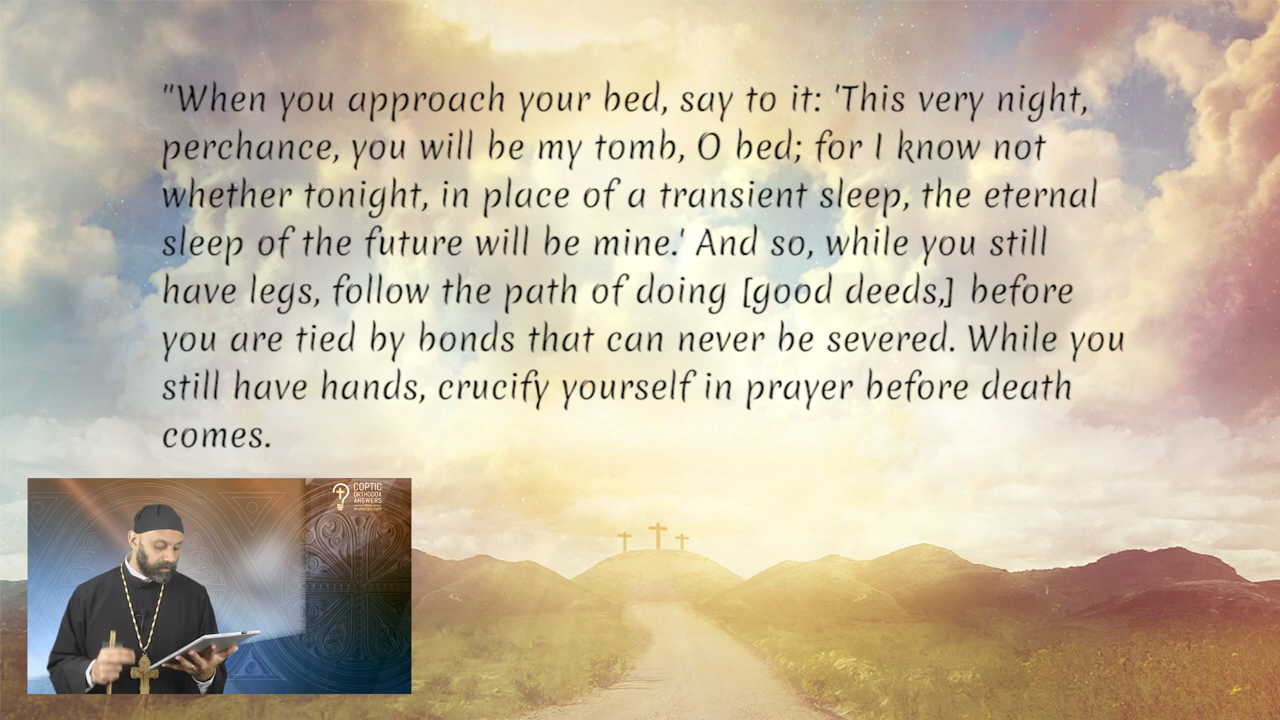 "When you approach your bed, say to it: 'This very night,
perchance, you will be my tomb, O bed; for I know not
whether tonight, in place of a transient sleep, the eternal
sleep of the future will be mine.' And so, while you still
have legs, follow the path of doing [good deeds,] before
you are tied by bonds that can never be severed. While you
still have hands, crucify yourself in prayer before death
comes.
COPTIC
ORTHODOX
ANSWERS